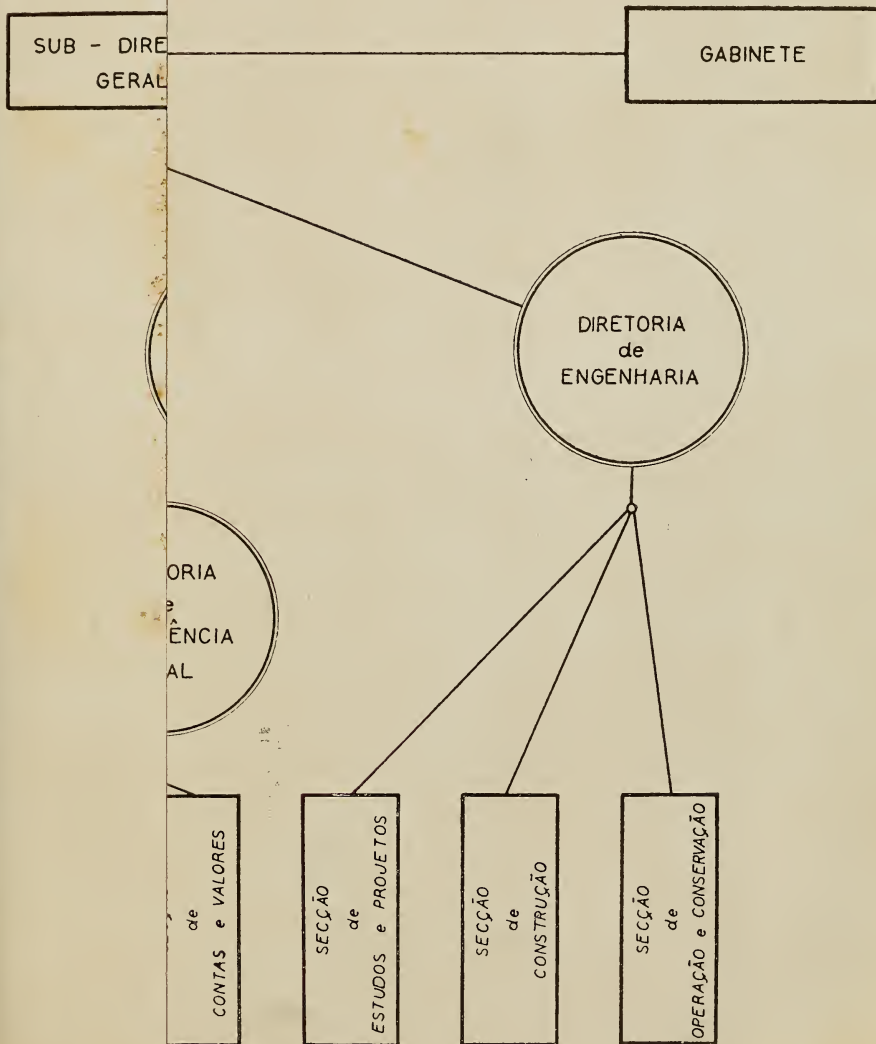 SUB - DIRE
GERAL
GABINETE
DIRETORIA
de
ENGENHARIA
ORIA
e
ÊNCIA
AL
de
CONTAS e VALORES
SECÇÃO
de
ESTUDOS e PROJETOS
SECÇÃO
de
CONSTRUÇÃO
SECÇÃO
de
OPERAÇÃO e CONSERVAÇÃO